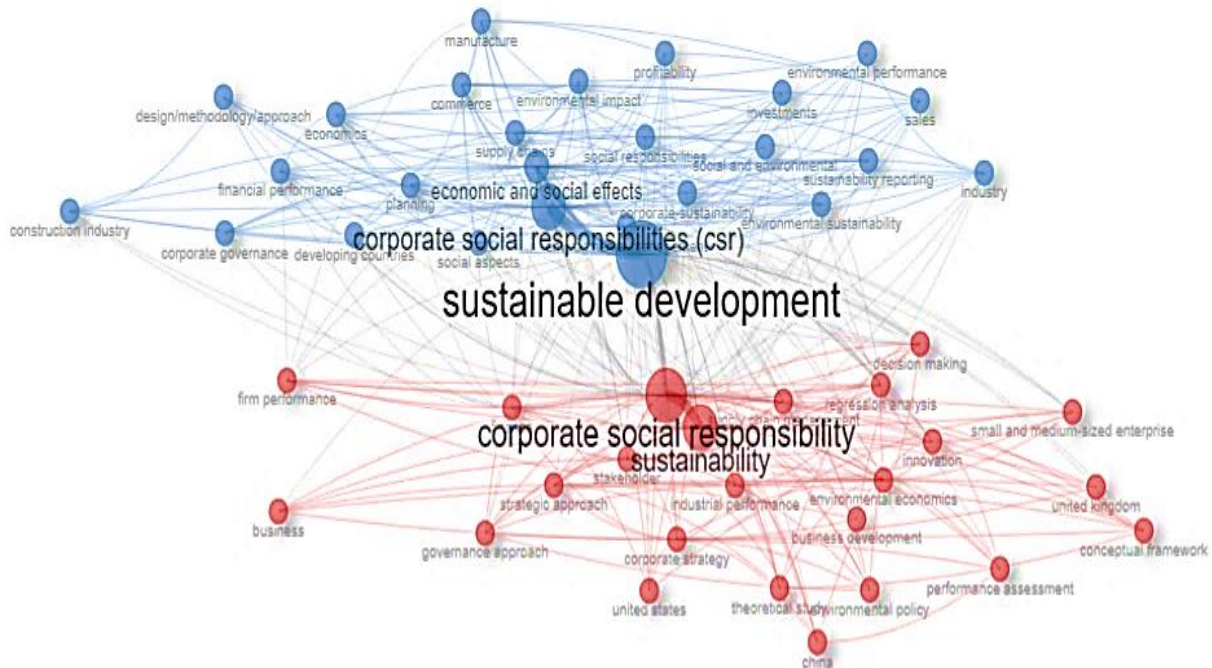 manufacture
profitability
environmental performance
commerce
environmental impact
investments
design/methodology/approach
economics
sales
supply chains
social responsibilities
social and environmental
financial performance
planning
economic and social effects
sustainability reporting
industry
corporate-sustainability
environmental sustainability
construction industry
corporate governance
developing countries
corporate social responsibilities (csr)
social aspects
sustainable development
decision making
firm performance
regression analysis
supply chain management
small and medium-sized enterprise
corporate social responsibility
innovation
sustainability
stakeholder
strategic approach
industrial performance
environmental economics
united kingdom
business
business development
governance approach
corporate strategy
conceptual framework
performance assessment
united states
theoretical study
environmental policy
china